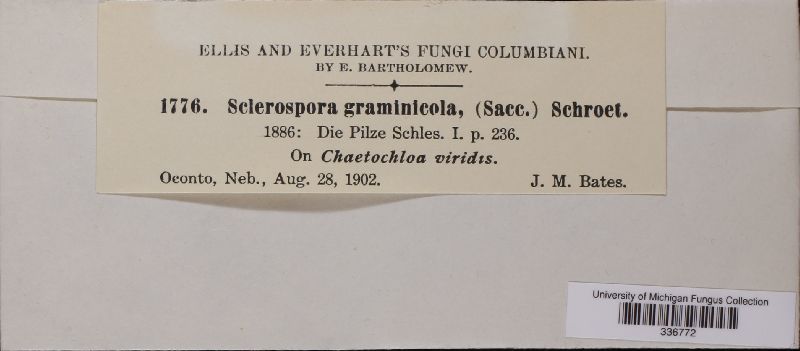 ELLIS AND EVERHART'S FUNGI COLUMBIANI.
BY E. BARTHOLOMEW.
1776. Sclerospora graminicola, (Sacc.) Schroet.
1886: Die Pilze Schles. I. p. 236.
On Chaetochloa viridis.
Oconto, Neb., Aug. 28, 1902. J. M. Bates.
University of Michigan Fungus Collection
336772